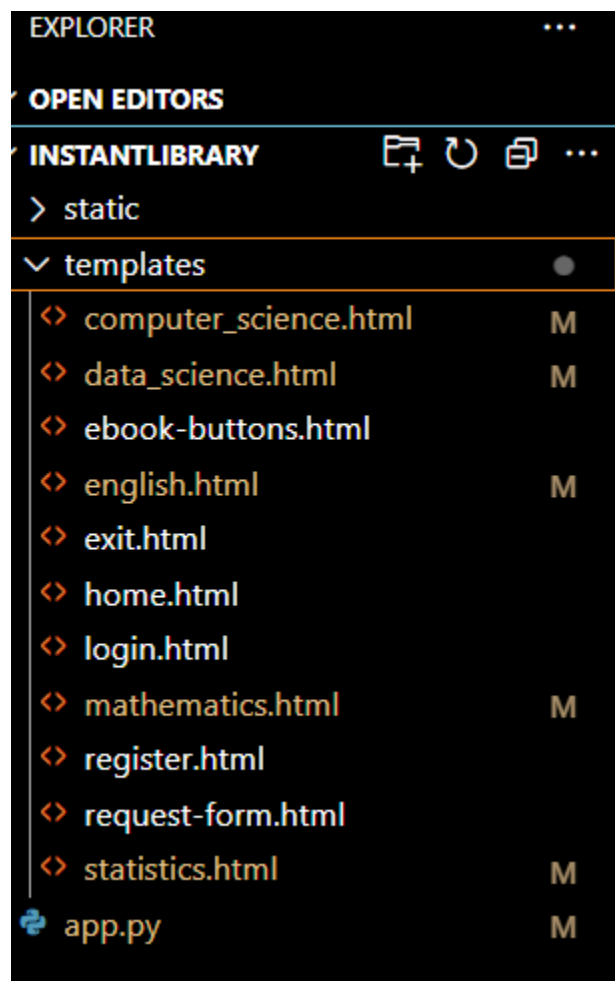 EXPLORER ...
OPEN EDITORS
INSTANTLIBRARY ...
static
templates
computer_science.html M
data_science.html M
ebook-buttons.html
english.html M
exit.html
home.html
login.html
mathematics.html M
register.html
request-form.html
statistics.html M
app.py M